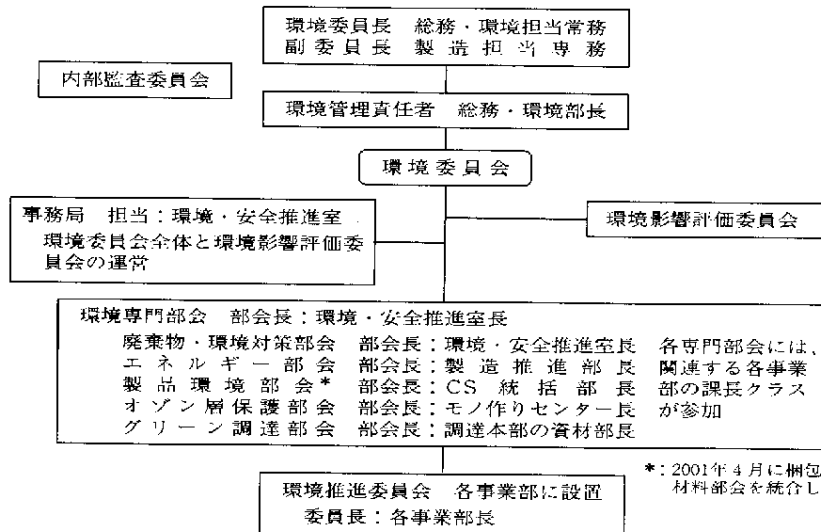 環境委員長 総務・環境担当常務
副委員長 製造担当専務
内部監査委員会
環境管理責任者 総務・環境部長
環境委員会
事務局 担当：環境・安全推進室
環境委員会全体と環境影響評価委
員会の運営
環境影響評価委員会
環境専門部会 部会長：環境・安全推進室長
廃棄物・環境対策部会 部会長：環境・安全推進室長
エネルギー部会 部会長：製造推進部長
製品環境部会* 部会長：CS統括部長
オゾン層保護部会 部会長：モノ作りセンター長
グリーン調達部会 部会長：調達本部の資材部長
各専門部会には、
関連する各事業
部の課長クラス
が参加
*：2001年4月に梱包
材料部会を統合し
環境推進委員会 各事業部に設置
委員長：各事業部長